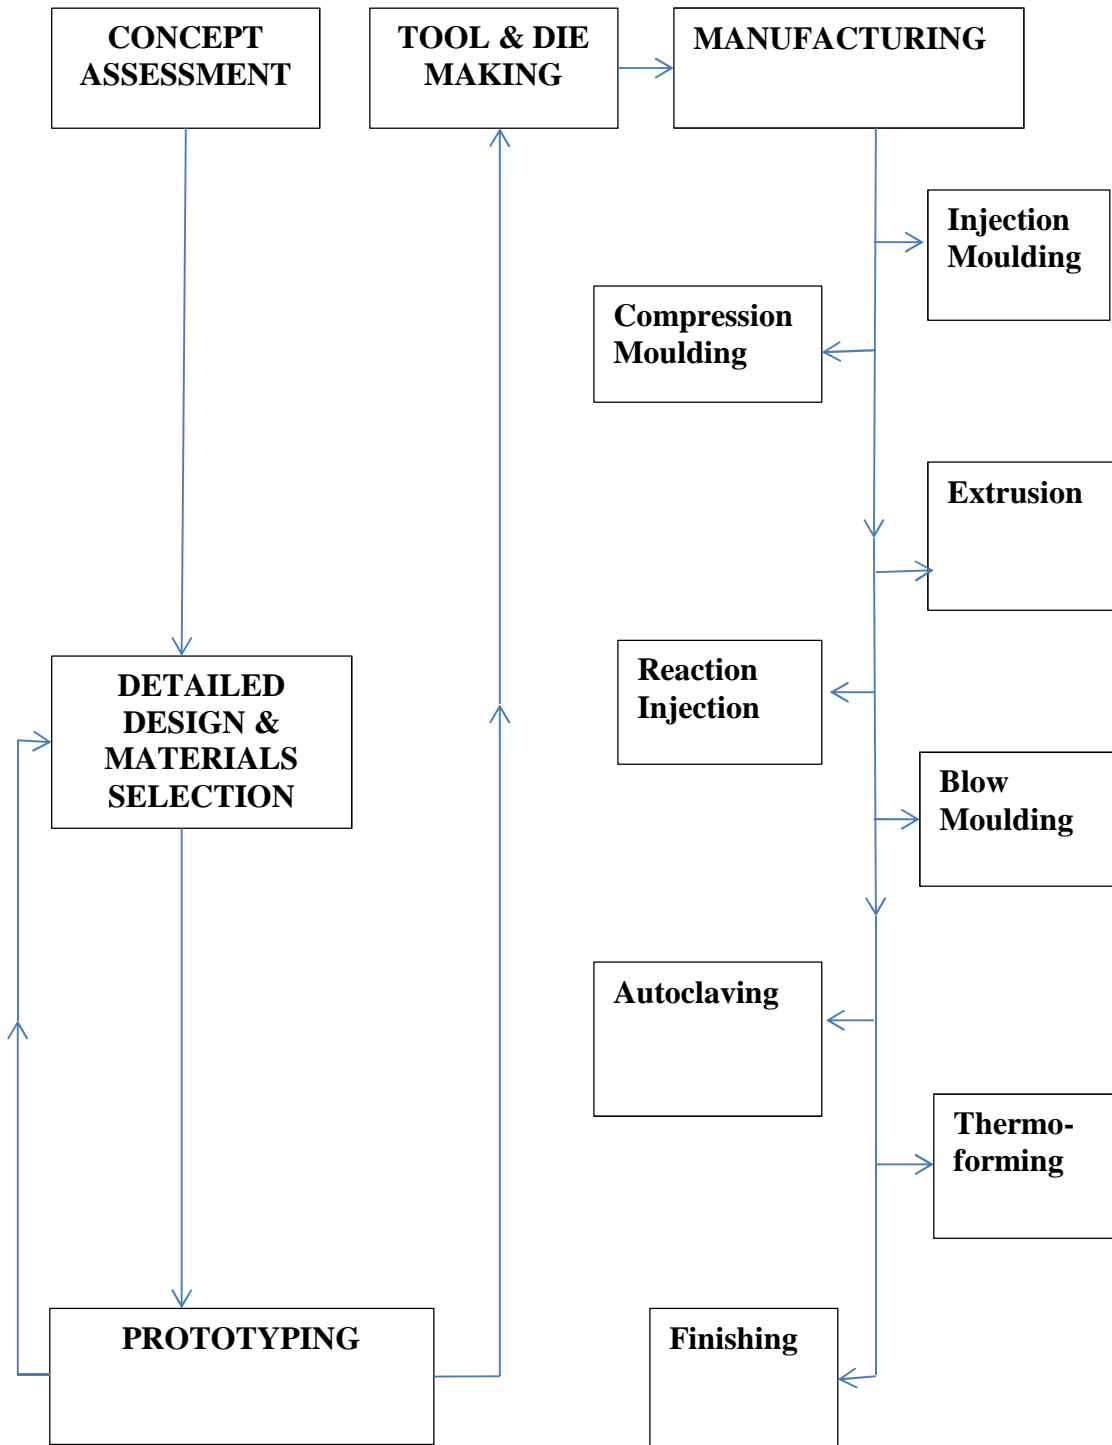 CONCEPT
ASSESSMENT
TOOL & DIE
MAKING
MANUFACTURING
Injection
Moulding
Compression
Moulding
Extrusion
Reaction
Injection
DETAILED
DESIGN &
MATERIALS
SELECTION
Blow
Moulding
Autoclaving
Thermo-
forming
PROTOTYPING
Finishing